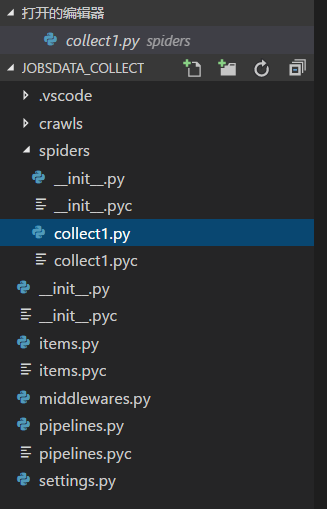 打开的编辑器
collect1.py spiders
JOBSDATA_COLLECT
.vscode
crawls
spiders
__init__.py
__init__.pyc
collect1.py
collect1.pyc
__init__.py
__init__.pyc
items.py
items.pyc
middlewares.py
pipelines.py
pipelines.pyc
settings.py